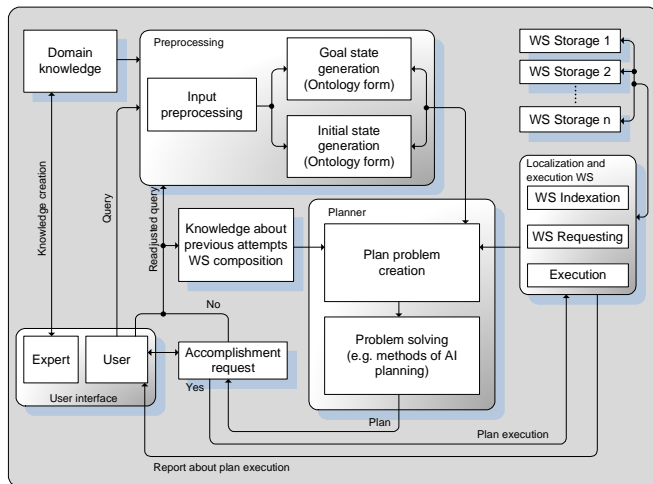 Domain
knowledge
Preprocessing
Input
preprocessing
Goal state
generation
(Ontology form)
Initial state
generation
(Ontology form)
WS Storage 1
WS Storage 2
WS Storage n
Localization and
execution WS
WS Indexation
WS Requesting
Execution
Knowledge creation
Query
Readjusted query
Knowledge about
previous attempts
WS composition
Planner
Plan problem
creation
Problem solving
(e.g. methods of AI
planning)
No
Expert
User
User interface
Accomplishment
request
Yes
Plan
Plan execution
Report about plan execution